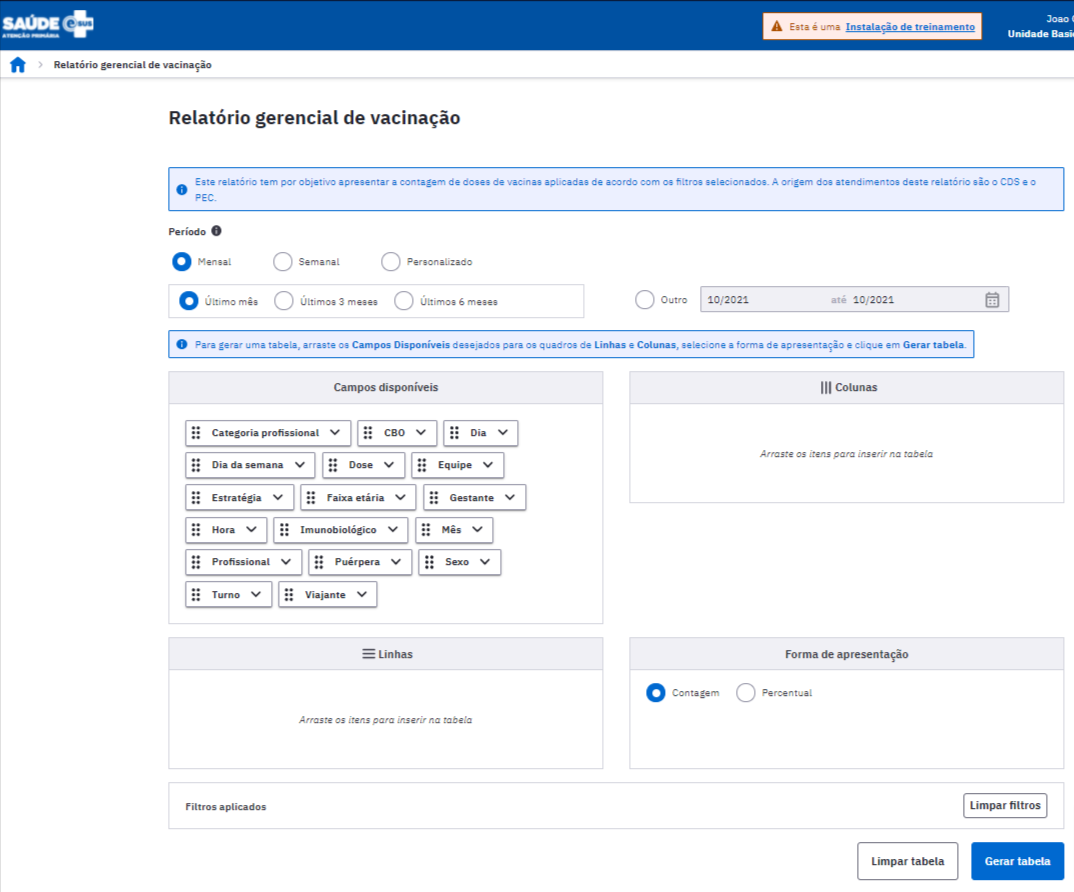 SAÚDE e-SUS
ATENÇÃO PRIMÁRIA
Esta é uma Instalação de treinamento
Joao
Unidade Basi
Relatório gerencial de vacinação
Relatório gerencial de vacinação
Este relatório tem por objetivo apresentar a contagem de doses de vacinas aplicadas de acordo com os filtros selecionados. A origem dos atendimentos deste relatório são o CDS e o
PEC.
Período
Mensal Semanal Personalizado
Último mês Últimos 3 meses Últimos 6 meses Outro 10/2021 até 10/2021
Para gerar uma tabela, arraste os Campos Disponíveis desejados para os quadros de Linhas e Colunas, selecione a forma de apresentação e clique em Gerar tabela.
Campos disponíveis
Categoria profissional CBO Dia
Dia da semana Dose Equipe
Estratégia Faixa etária Gestante
Hora Imunobiológico Mês
Profissional Puérpera Sexo
Turno Viajante
Colunas
Arraste os itens para inserir na tabela
Linhas
Arraste os itens para inserir na tabela
Forma de apresentação
Contagem Percentual
Filtros aplicados Limpar filtros
Limpar tabela Gerar tabela